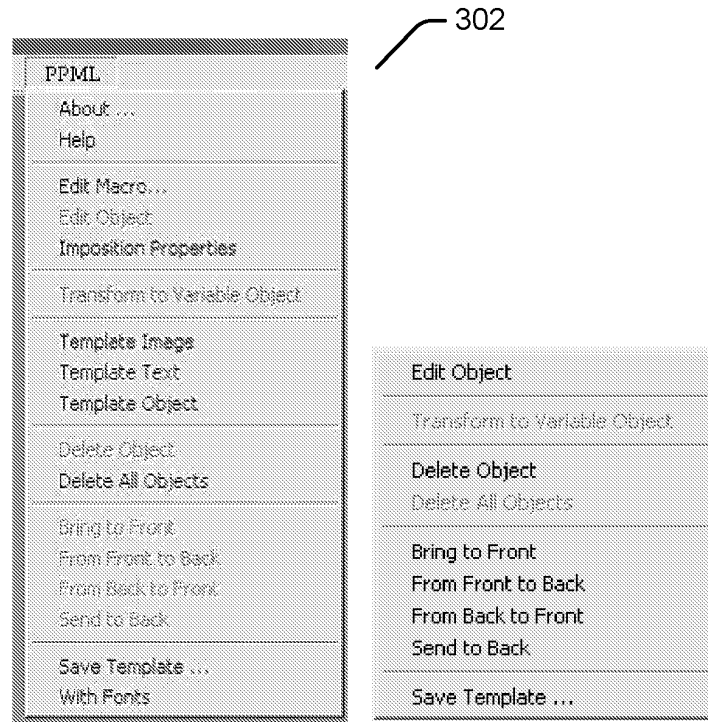 302
PPML
About ...
Help
Edit Macro...
Edit Object
Imposition Properties
Transform to Variable Object
Template Image
Template Text
Template Object
Delete Object
Delete All Objects
Bring to Front
From Front to Back
From Back to Front
Send to Back
Save Template ...
With Fonts
Edit Object
Transform to Variable Object
Delete Object
Delete All Objects
Bring to Front
From Front to Back
From Back to Front
Send to Back
Save Template ...